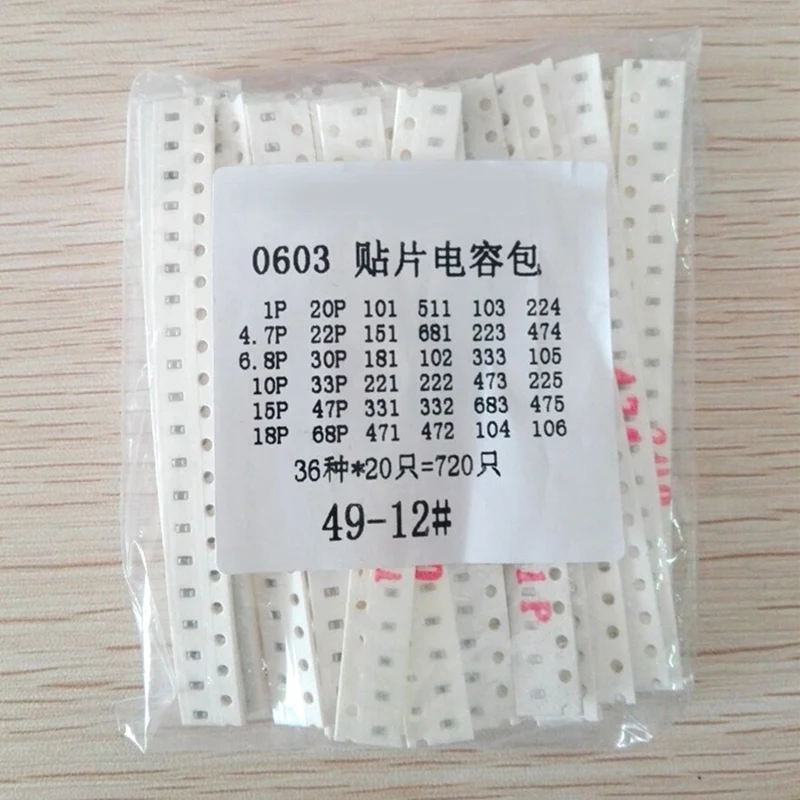 0603 贴片电容包
1P 20P 101 511 103 224
4.7P 22P 151 681 223 474
6.8P 30P 181 102 333 105
10P 33P 221 222 473 225
15P 47P 331 332 683 475
18P 68P 471 472 104 106
36种*20只=720只
49-12#
1P